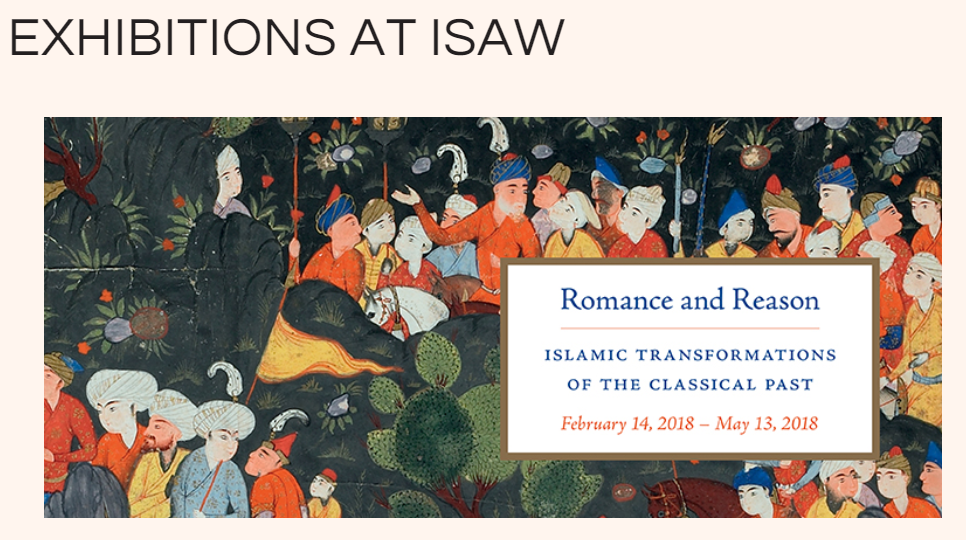 EXHIBITIONS AT ISAW
Romance and Reason
ISLAMIC TRANSFORMATIONS
OF THE CLASSICAL PAST
February 14, 2018 – May 13, 2018